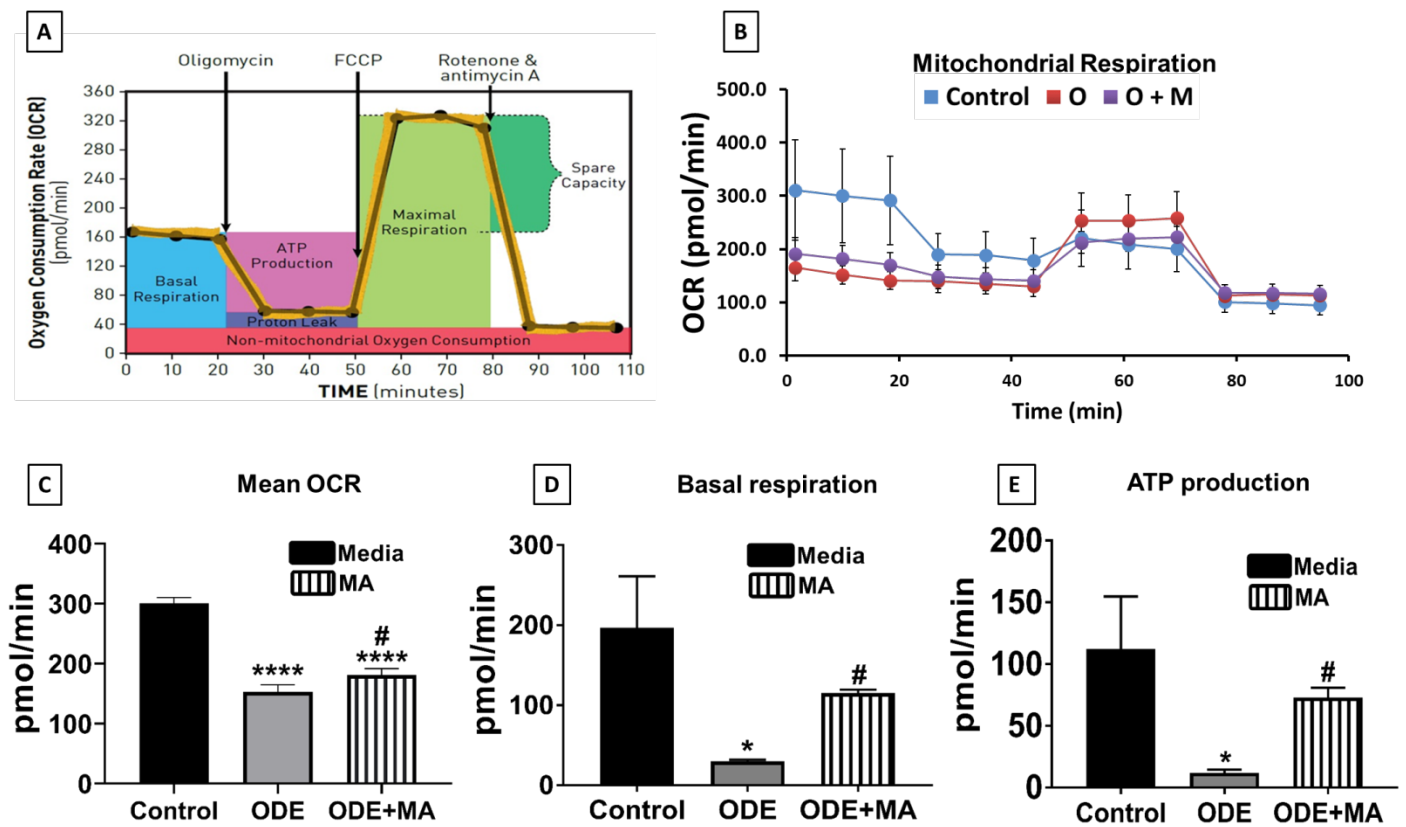 A
Oligomycin
FCCP
Rotenone &
antimycin A
Oxygen Consumption Rate (OCR)
(pmol/min)
360
320
280
240
200
160
120
80
40
0
Basal
Respiration
ATP
Production
Proton Leak
Maximal
Respiration
Spare
Capacity
Non-mitochondrial Oxygen Consumption
0 10 20 30 40 50 60 70 80 90 100 110
TIME (minutes)
B
Mitochondrial Respiration
Control O O + M
OCR (pmol/min)
500.0
400.0
300.0
200.0
100.0
0.0
0 20 40 60 80 100
Time (min)
C
Mean OCR
Media
MA
pmol/min
400
300
200
100
0
****
#
****
Control ODE ODE+MA
D
Basal respiration
Media
MA
pmol/min
300
200
100
0
*
#
Control ODE ODE+MA
E
ATP production
Media
MA
pmol/min
200
150
100
50
0
*
#
Control ODE ODE+MA